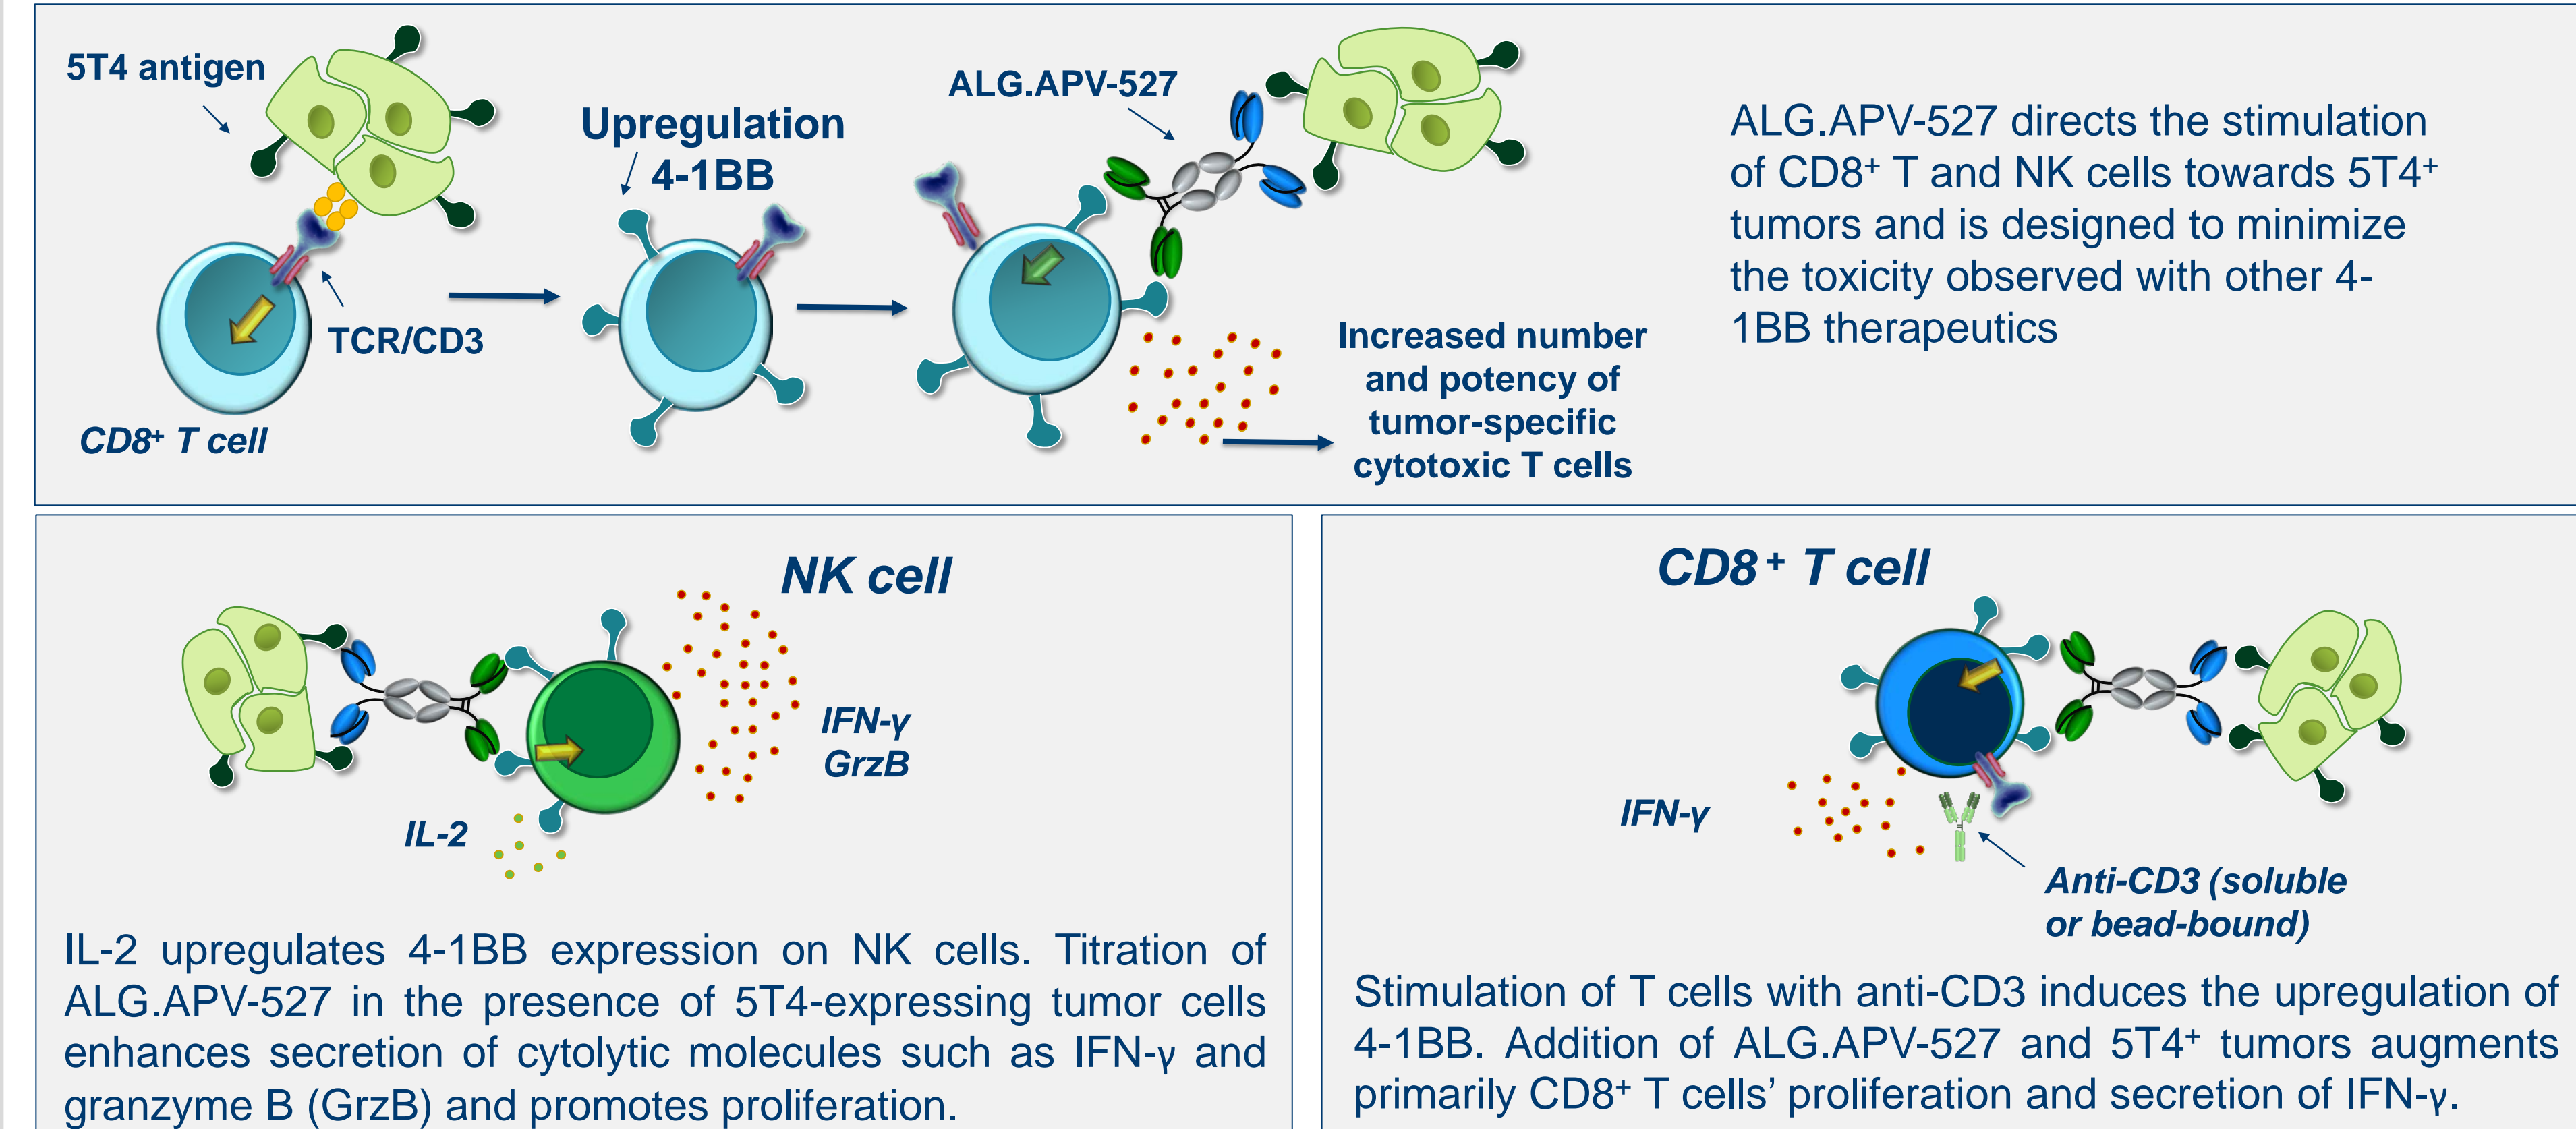 5T4 antigen
Upregulation
4-1BB
ALG.APV-527
TCR/CD3
CD8⁺ T cell
Increased number
and potency of
tumor-specific
cytotoxic T cells
ALG.APV-527 directs the stimulation
of CD8⁺ T and NK cells towards 5T4⁺
tumors and is designed to minimize
the toxicity observed with other 4-
1BB therapeutics
NK cell
IFN-γ
GrzB
IL-2
IL-2 upregulates 4-1BB expression on NK cells. Titration of
ALG.APV-527 in the presence of 5T4-expressing tumor cells
enhances secretion of cytolytic molecules such as IFN-γ and
granzyme B (GrzB) and promotes proliferation.
CD8⁺ T cell
IFN-γ
Anti-CD3 (soluble
or bead-bound)
Stimulation of T cells with anti-CD3 induces the upregulation of
4-1BB. Addition of ALG.APV-527 and 5T4⁺ tumors augments
primarily CD8⁺ T cells’ proliferation and secretion of IFN-γ.